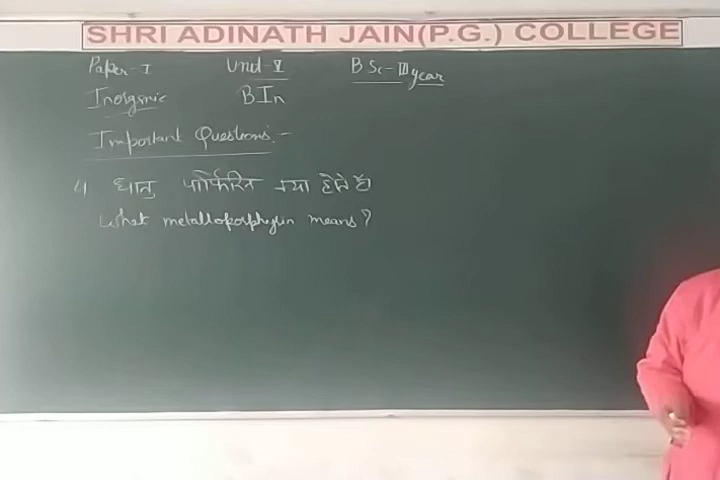 SHRI ADINATH JAIN(P.G.) COLLEGE
Paper-I Unit-V B Sc-III year
Inorganic BIn
Important Questions:-
1) धातु पोर्फिरिन क्या होते है।
What metalloporphyrin means?